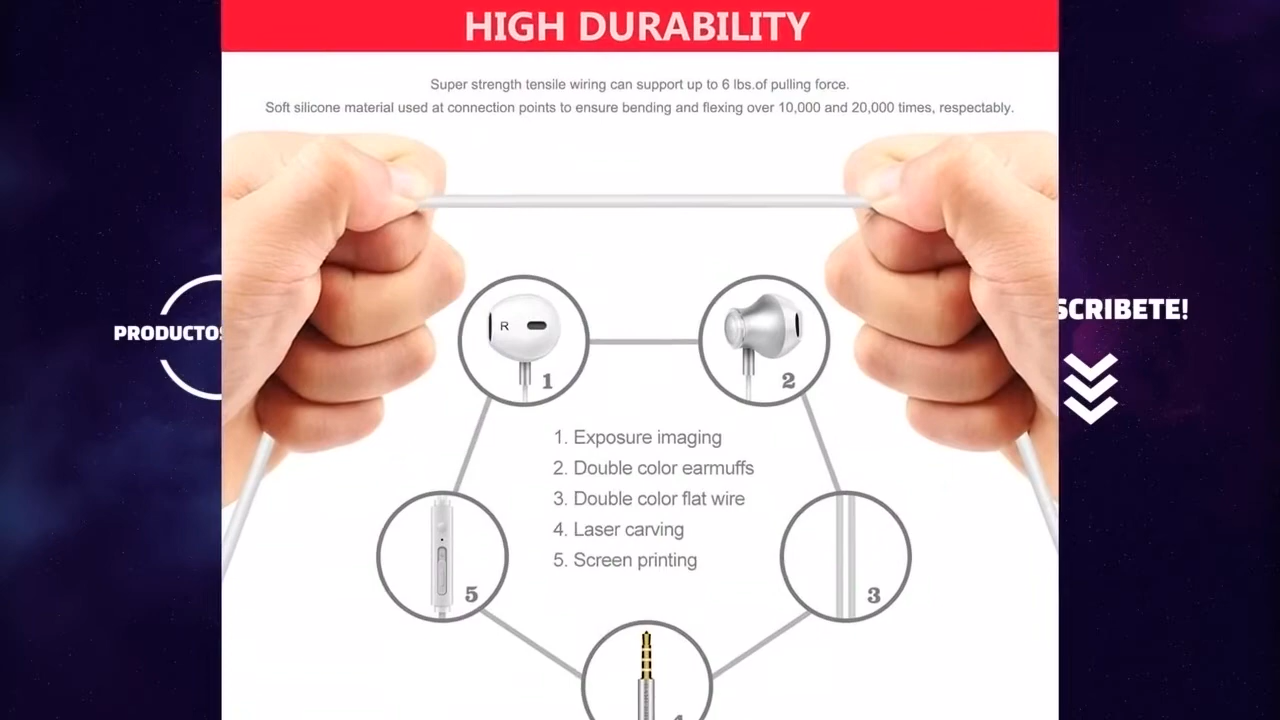 HIGH DURABILITY
Super strength tensile wiring can support up to 6 lbs.of pulling force.
Soft silicone material used at connection points to ensure bending and flexing over 10,000 and 20,000 times, respectably.
PRODUCTOS
SCRIBETE!
R
1
2
1. Exposure imaging
2. Double color earmuffs
3. Double color flat wire
4. Laser carving
5. Screen printing
5
3